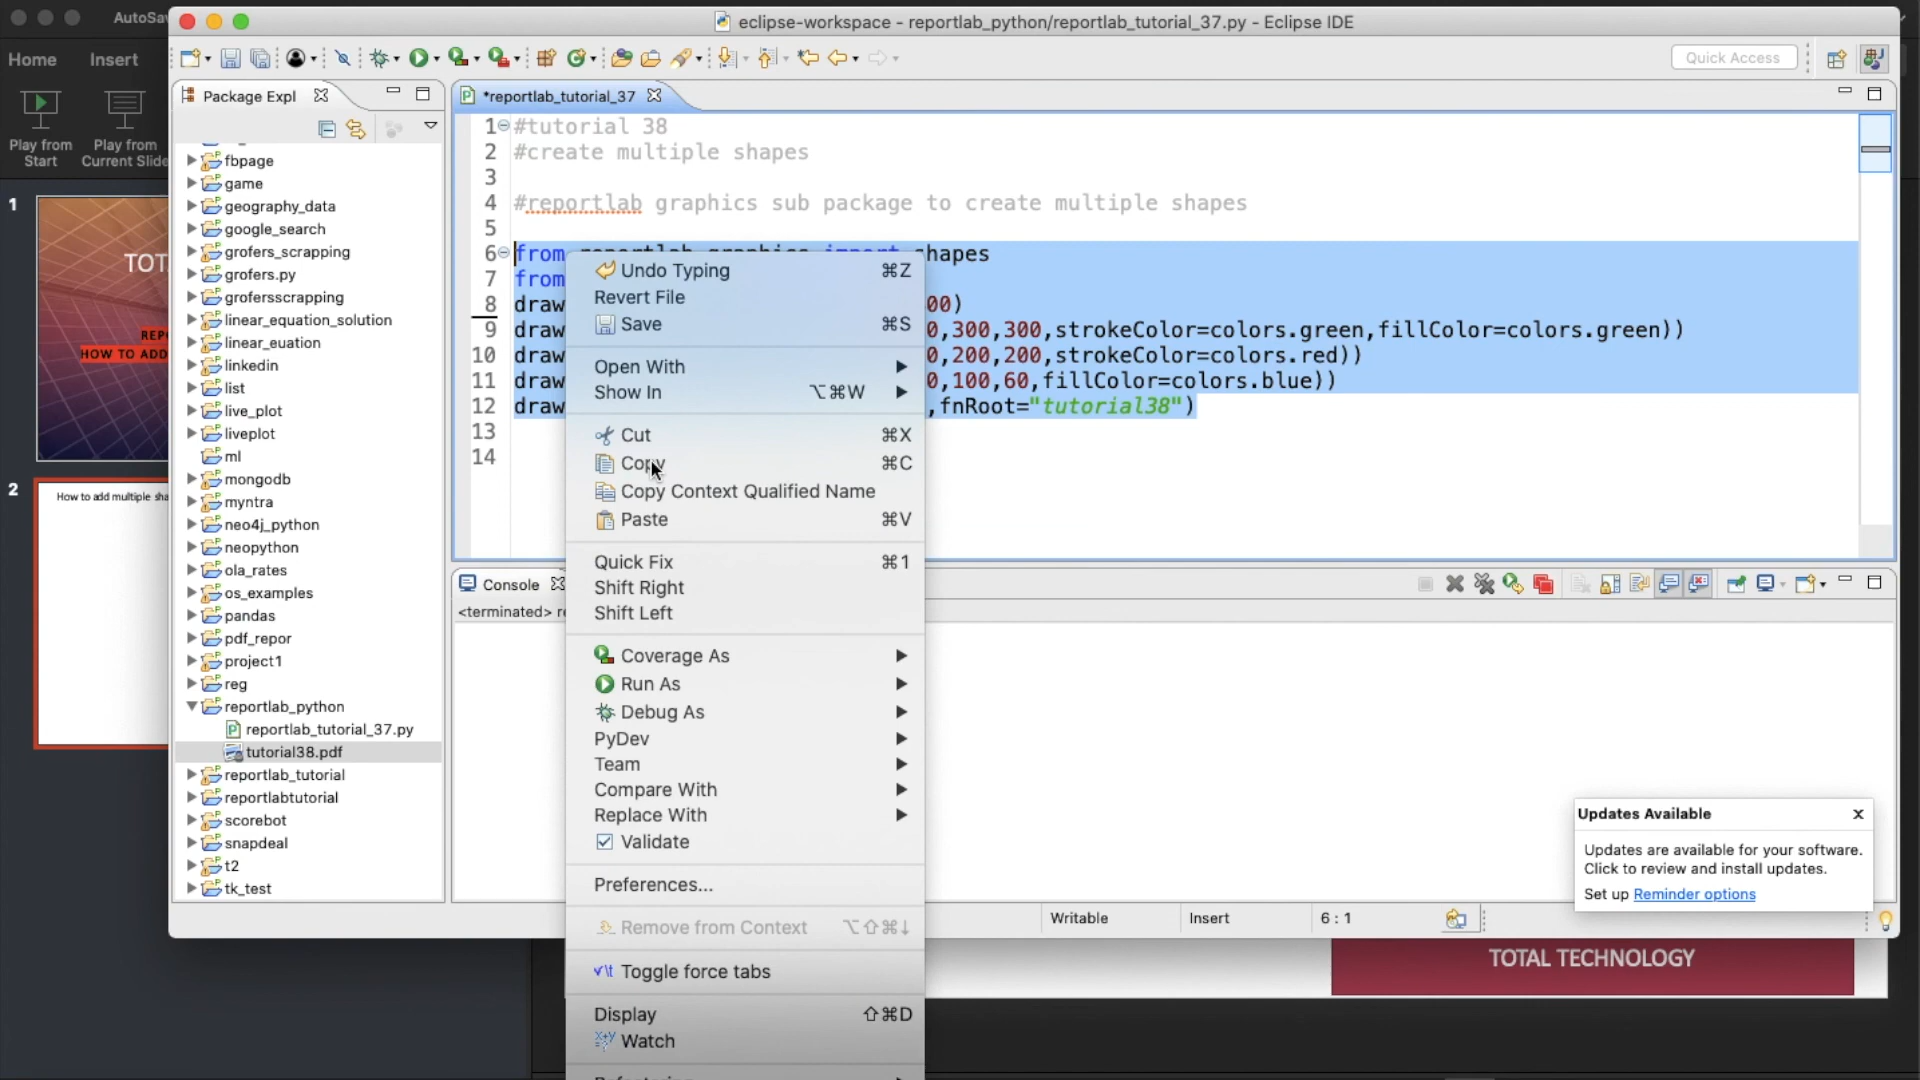 AutoSa
eclipse-workspace - reportlab_python/reportlab_tutorial_37.py - Eclipse IDE
Home Insert
Quick Access
Play from Start
Play from Current Slide
Package Expl
*reportlab_tutorial_37
1 #tutorial 38
2 #create multiple shapes
3
4 #reportlab graphics sub package to create multiple shapes
5
6 from reportlab.graphics import shapes
7 from
8 draw 00)
9 draw 0,300,300,strokeColor=colors.green,fillColor=colors.green))
10 draw 0,200,200,strokeColor=colors.red))
11 draw 0,100,60,fillColor=colors.blue))
12 draw ,fnRoot="tutorial38")
13
14
fbpage
game
geography_data
google_search
grofers_scrapping
grofers.py
grofersscrapping
linear_equation_solution
linear_euation
linkedin
list
live_plot
liveplot
ml
mongodb
myntra
neo4j_python
neopython
ola_rates
os_examples
pandas
pdf_repor
project1
reg
reportlab_python
reportlab_tutorial_37.py
tutorial38.pdf
reportlab_tutorial
reportlabtutorial
scorebot
snapdeal
t2
tk_test
1
TOT
REP
HOW TO ADD
2
How to add multiple sha
Undo Typing ⌘Z
Revert File
Save ⌘S
Open With
Show In ⌥⌘W
Cut ⌘X
Copy ⌘C
Copy Context Qualified Name
Paste ⌘V
Quick Fix ⌘1
Shift Right
Shift Left
Coverage As
Run As
Debug As
PyDev
Team
Compare With
Replace With
Validate
Preferences...
Remove from Context ⌥⇧⌘↓
Toggle force tabs
Display ⇧⌘D
Watch
Console
<terminated> re
Updates Available x
Updates are available for your software.
Click to review and install updates.
Set up Reminder options
Writable Insert 6 : 1
TOTAL TECHNOLOGY